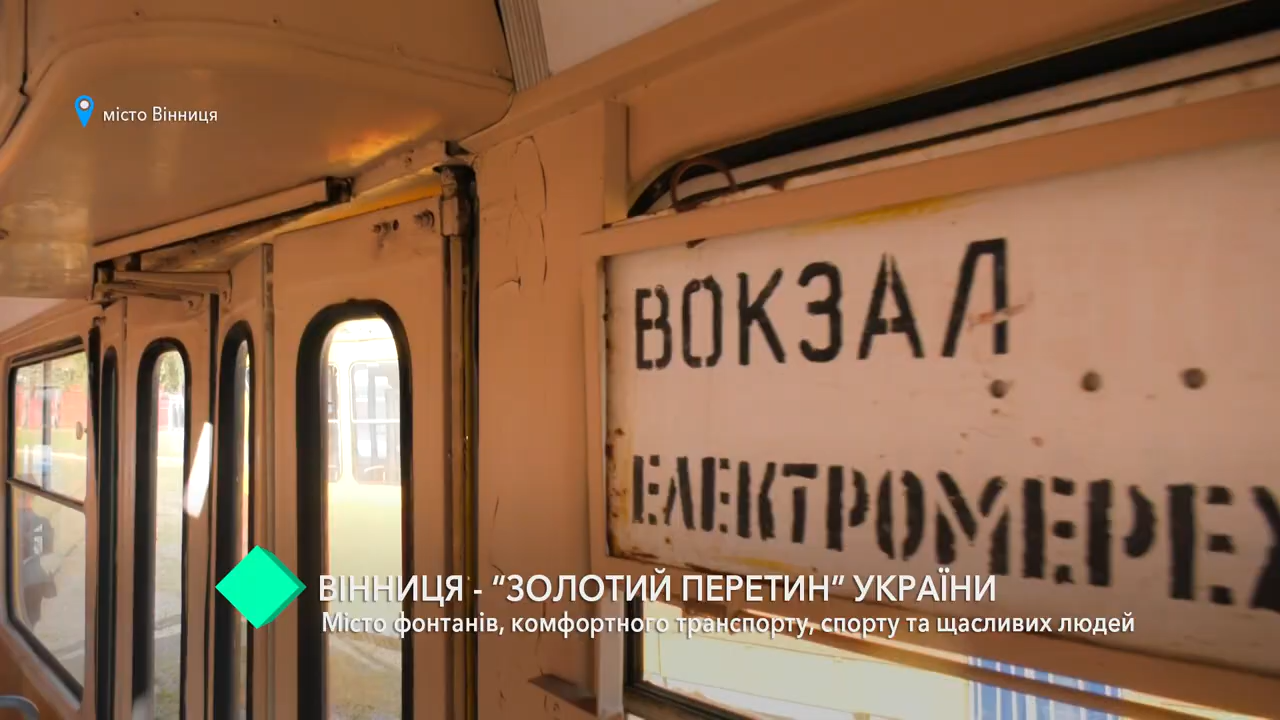 місто Вінниця
ВОКЗАЛ
ЕЛЕКТРОМЕРЕ
ВІННИЦЯ - "ЗОЛОТИЙ ПЕРЕТИН" УКРАЇНИ
Місто фонтанів, комфортного транспорту, спорту та щасливих людей